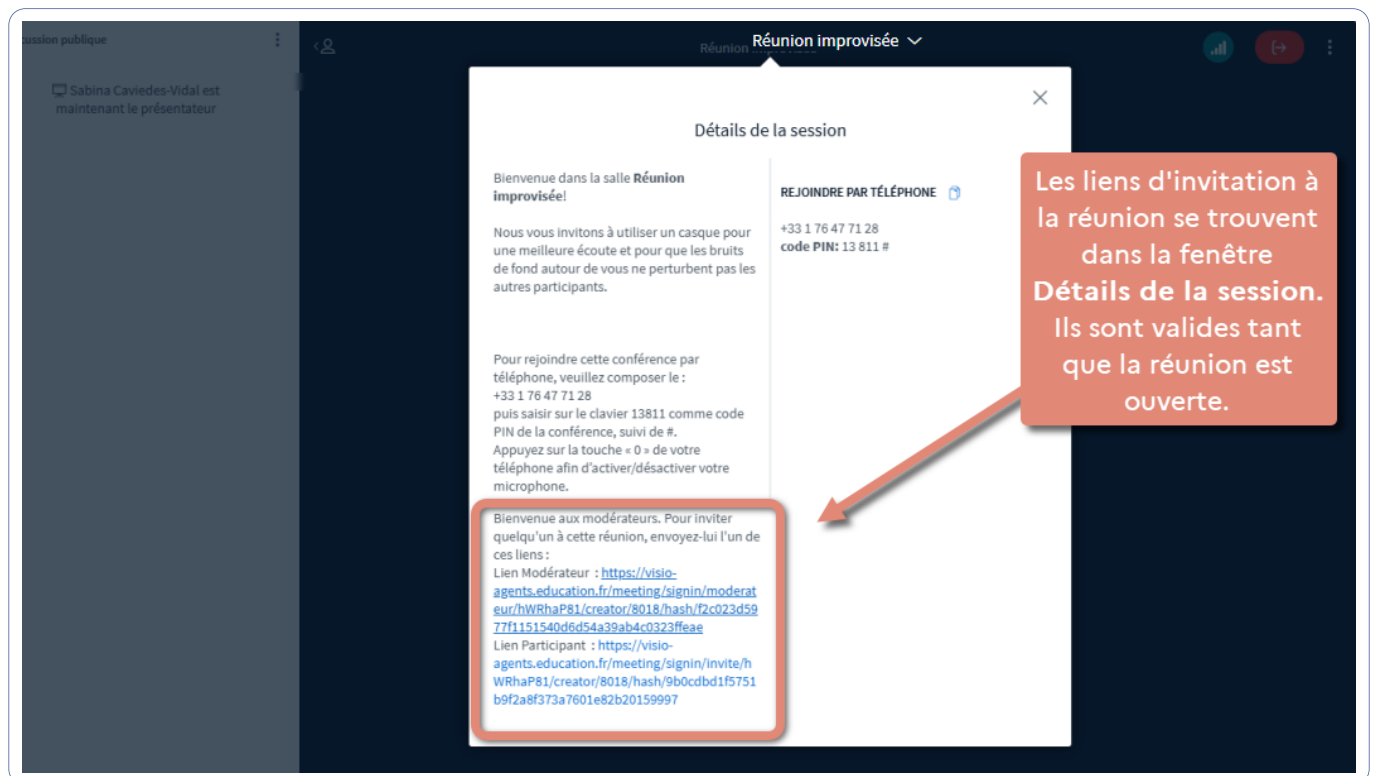 cussion publique
Réunion
Réunion improvisée
Sabina Caviedes-Vidal est
maintenant le présentateur
Détails de la session
Bienvenue dans la salle Réunion
improvisée!
Nous vous invitons à utiliser un casque pour
une meilleure écoute et pour que les bruits
de fond autour de vous ne perturbent pas les
autres participants.
Pour rejoindre cette conférence par
téléphone, veuillez composer le :
+33 1 76 47 71 28
puis saisir sur le clavier 13811 comme code
PIN de la conférence, suivi de #.
Appuyez sur la touche « 0 » de votre
téléphone afin d'activer/désactiver votre
microphone.
Bienvenue aux modérateurs. Pour inviter
quelqu'un à cette réunion, envoyez-lui l'un de
ces liens :
Lien Modérateur : https://visio-
agents.education.fr/meeting/signin/moderat
eur/hWRhaP81/creator/8018/hash/f2c023d59
77f1151540d6d54a39ab4c0323ffeae
Lien Participant : https://visio-
agents.education.fr/meeting/signin/invite/h
WRhaP81/creator/8018/hash/9b0cdbd1f5751
b9f2a8f373a7601e82b20159997
REJOINDRE PAR TÉLÉPHONE
+33 1 76 47 71 28
code PIN: 13 811 #
Les liens d'invitation à
la réunion se trouvent
dans la fenêtre
Détails de la session.
Ils sont valides tant
que la réunion est
ouverte.